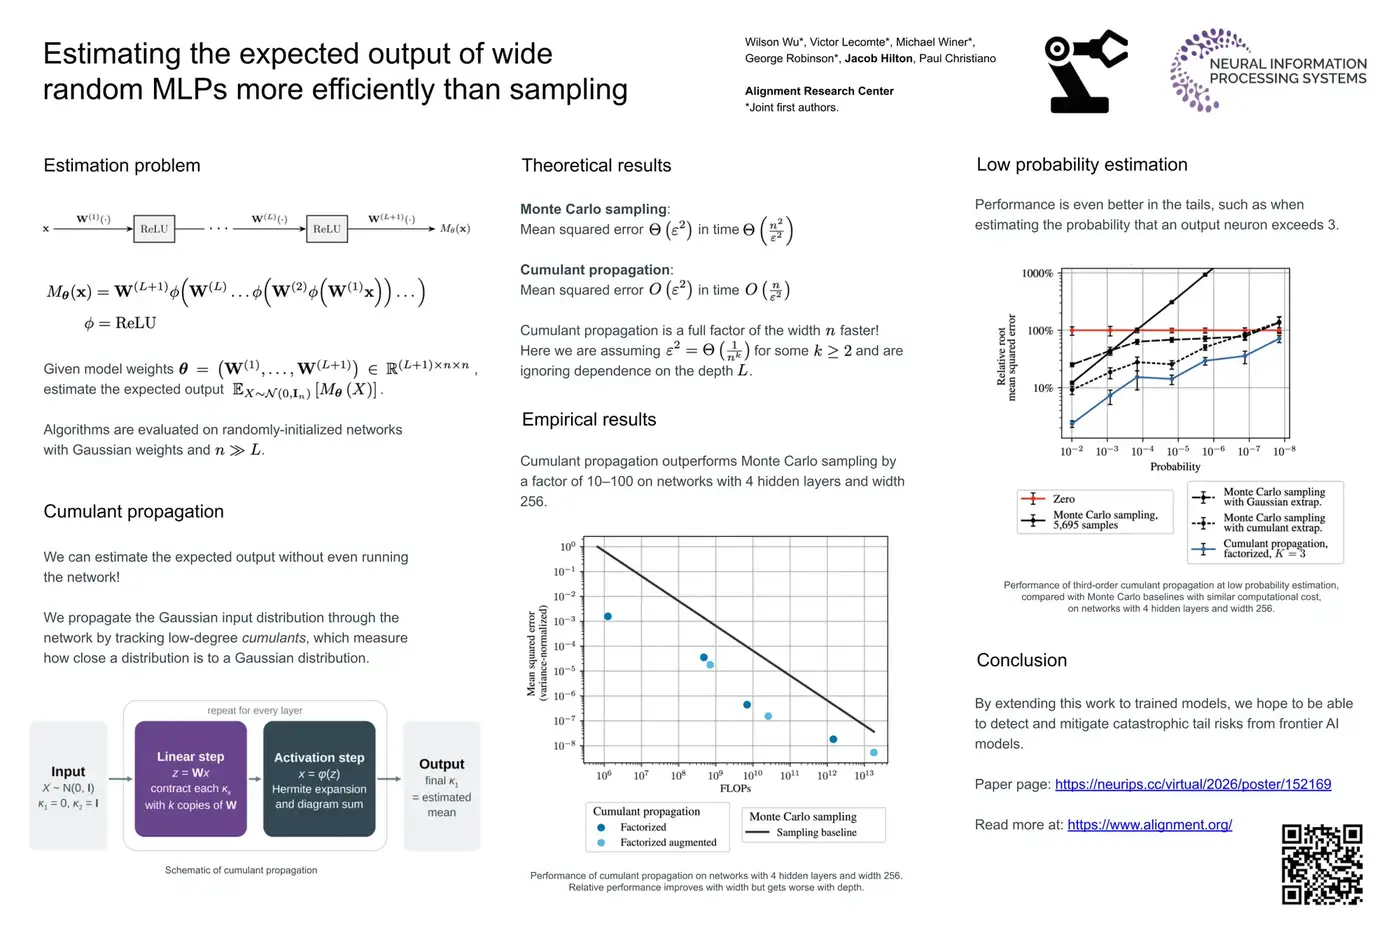 Estimating the expected output of wide
random MLPs more efficiently than sampling
Wilson Wu*, Victor Lecomte*, Michael Winer*,
George Robinson*, Jacob Hilton, Paul Christiano
Alignment Research Center
*Joint first authors.
NEURAL INFORMATION
PROCESSING SYSTEMS
Estimation problem
x W^(1)(·) ReLU ··· W^(L)(·) ReLU W^(L+1)(·) M_θ(x)
M_θ(x) = W^(L+1)ϕ(W^(L) … ϕ(W^(2)ϕ(W^(1)x)) … )
ϕ = ReLU
Given model weights θ = (W^(1), …, W^(L+1)) ∈ ℝ^(L+1)×n×n ,
estimate the expected output 𝔼_X∼𝒩(0,I_n) [M_θ (X)] .
Algorithms are evaluated on randomly-initialized networks
with Gaussian weights and n ≫ L.
Cumulant propagation
We can estimate the expected output without even running
the network!
We propagate the Gaussian input distribution through the
network by tracking low-degree cumulants, which measure
how close a distribution is to a Gaussian distribution.
repeat for every layer
Input
X ~ N(0, I)
κ₁ = 0, κ₂ = I
Linear step
z = Wx
contract each κₖ
with k copies of W
Activation step
x = φ(z)
Hermite expansion
and diagram sum
Output
final κ₁
= estimated
mean
Schematic of cumulant propagation
Theoretical results
Monte Carlo sampling:
Mean squared error Θ (ε²) in time Θ (n²/ε²)
Cumulant propagation:
Mean squared error O (ε²) in time O (n/ε²)
Cumulant propagation is a full factor of the width n faster!
Here we are assuming ε² = Θ (1/n^k) for some k ≥ 2 and are
ignoring dependence on the depth L.
Empirical results
Cumulant propagation outperforms Monte Carlo sampling by
a factor of 10–100 on networks with 4 hidden layers and width
256.
Mean squared error
(variance-normalized)
10⁰
10⁻¹
10⁻²
10⁻³
10⁻⁴
10⁻⁵
10⁻⁶
10⁻⁷
10⁻⁸
10⁶ 10⁷ 10⁸ 10⁹ 10¹⁰ 10¹¹ 10¹² 10¹³
FLOPs
Cumulant propagation
Factorized
Factorized augmented
Monte Carlo sampling
Sampling baseline
Performance of cumulant propagation on networks with 4 hidden layers and width 256.
Relative performance improves with width but gets worse with depth.
Low probability estimation
Performance is even better in the tails, such as when
estimating the probability that an output neuron exceeds 3.
Relative root
mean squared error
1000%
100%
10%
10⁻² 10⁻³ 10⁻⁴ 10⁻⁵ 10⁻⁶ 10⁻⁷ 10⁻⁸
Probability
Zero
Monte Carlo sampling,
5,695 samples
Monte Carlo sampling
with Gaussian extrap.
Monte Carlo sampling
with cumulant extrap.
Cumulant propagation,
factorized, K = 3
Performance of third-order cumulant propagation at low probability estimation,
compared with Monte Carlo baselines with similar computational cost,
on networks with 4 hidden layers and width 256.
Conclusion
By extending this work to trained models, we hope to be able
to detect and mitigate catastrophic tail risks from frontier AI
models.
Paper page: https://neurips.cc/virtual/2026/poster/152169
Read more at: https://www.alignment.org/